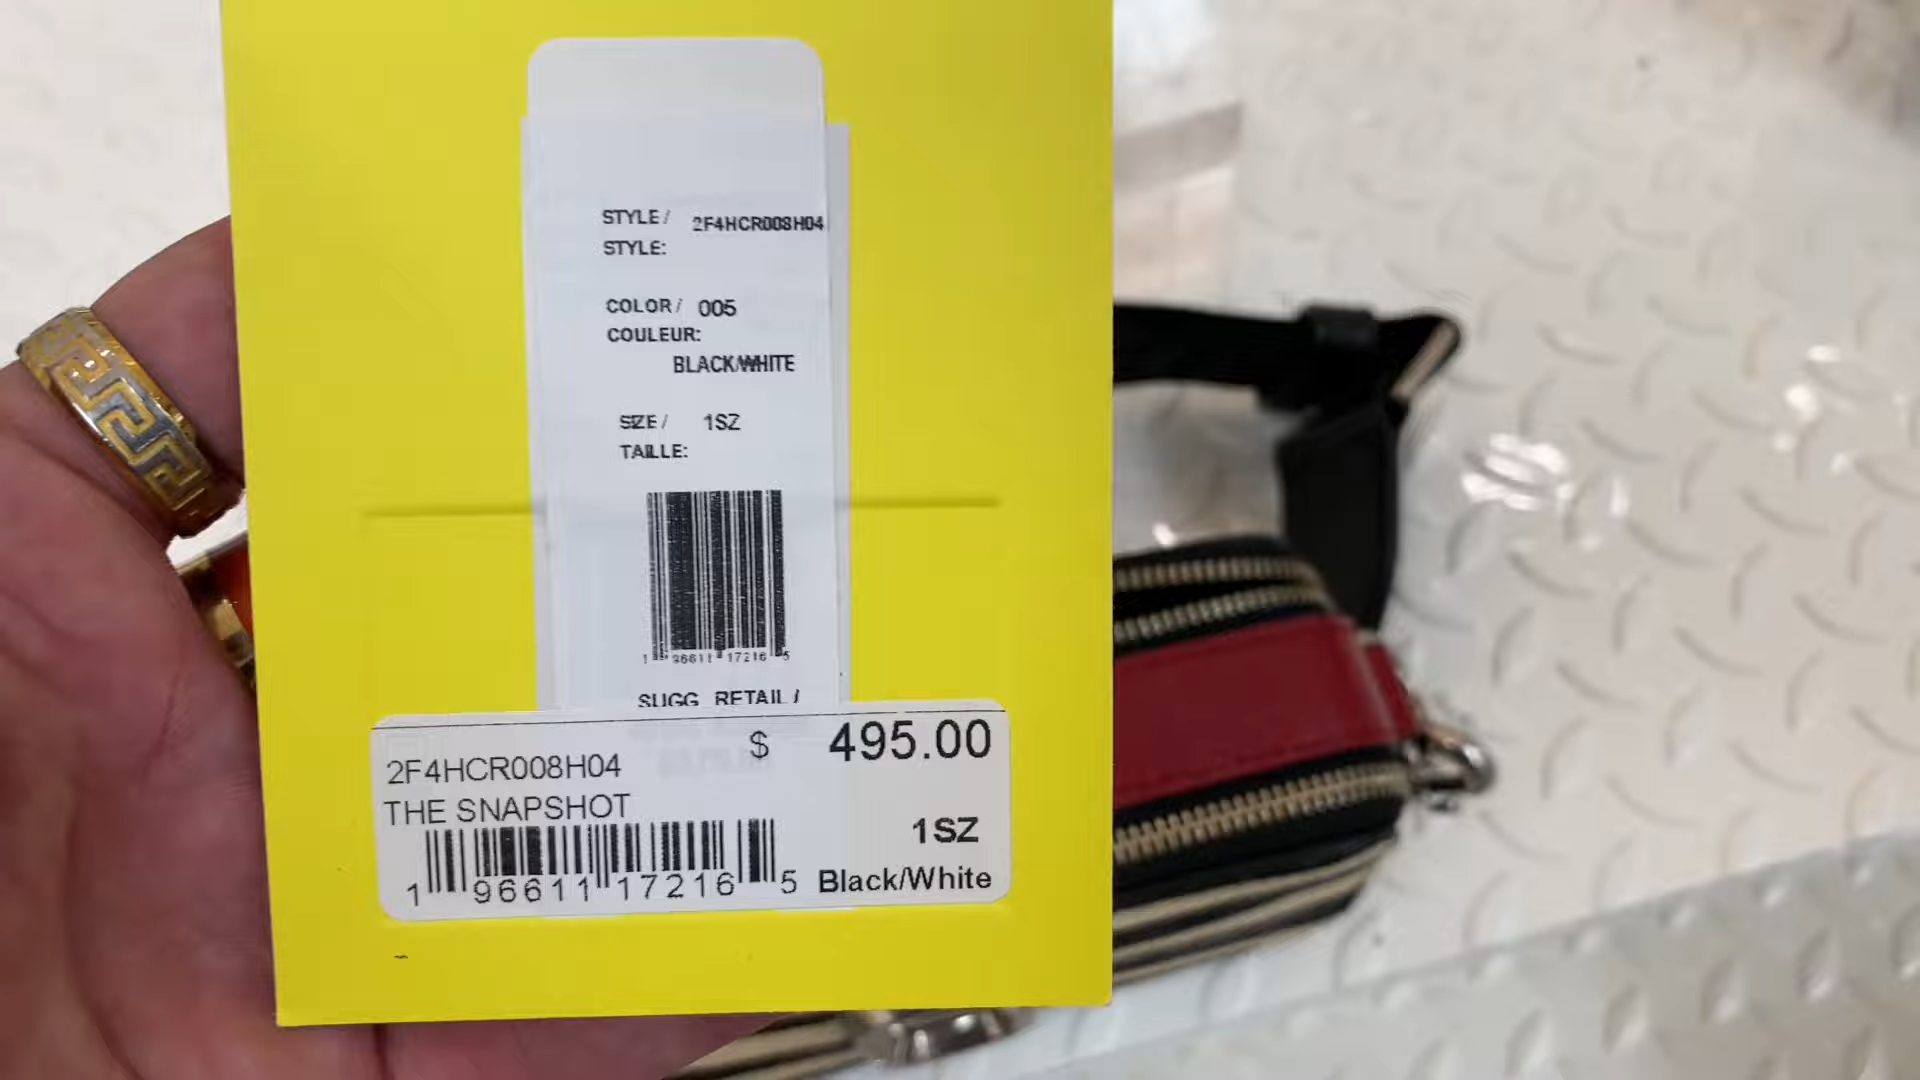 STYLE / 2F4HCR008H04
STYLE:
COLOR / 005
COULEUR:
BLACK/WHITE
SIZE / 1SZ
TAILLE:
1 96611 17216 5
SUGG RETAIL /
$ 495.00
2F4HCR008H04
THE SNAPSHOT
1SZ
1 96611 17216 5 Black/White